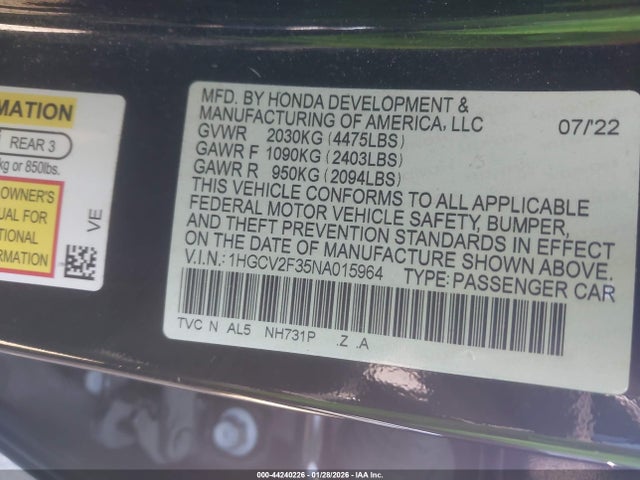 MATION
REAR 3
kg or 850lbs.
OWNER'S
UAL FOR
TIONAL
RMATION
VE
MFD. BY HONDA DEVELOPMENT &
MANUFACTURING OF AMERICA, LLC 07/'22
GVWR 2030KG (4475LBS)
GAWR F 1090KG (2403LBS)
GAWR R 950KG (2094LBS)
THIS VEHICLE CONFORMS TO ALL APPLICABLE
FEDERAL MOTOR VEHICLE SAFETY, BUMPER,
AND THEFT PREVENTION STANDARDS IN EFFECT
ON THE DATE OF MANUFACTURE SHOWN ABOVE.
V.I.N.: 1HGCV2F35NA015964 TYPE: PASSENGER CAR
TVC N AL5 NH731P .Z .A
000-44240226 - 01/28/2026 - IAA Inc.